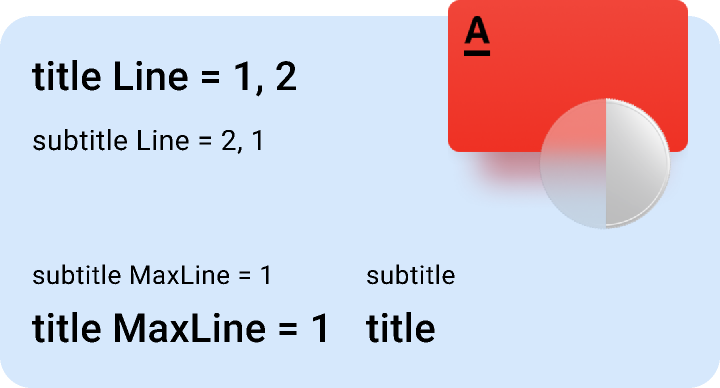 A
title Line = 1, 2
subtitle Line = 2, 1
subtitle MaxLine = 1
title MaxLine = 1
subtitle
title